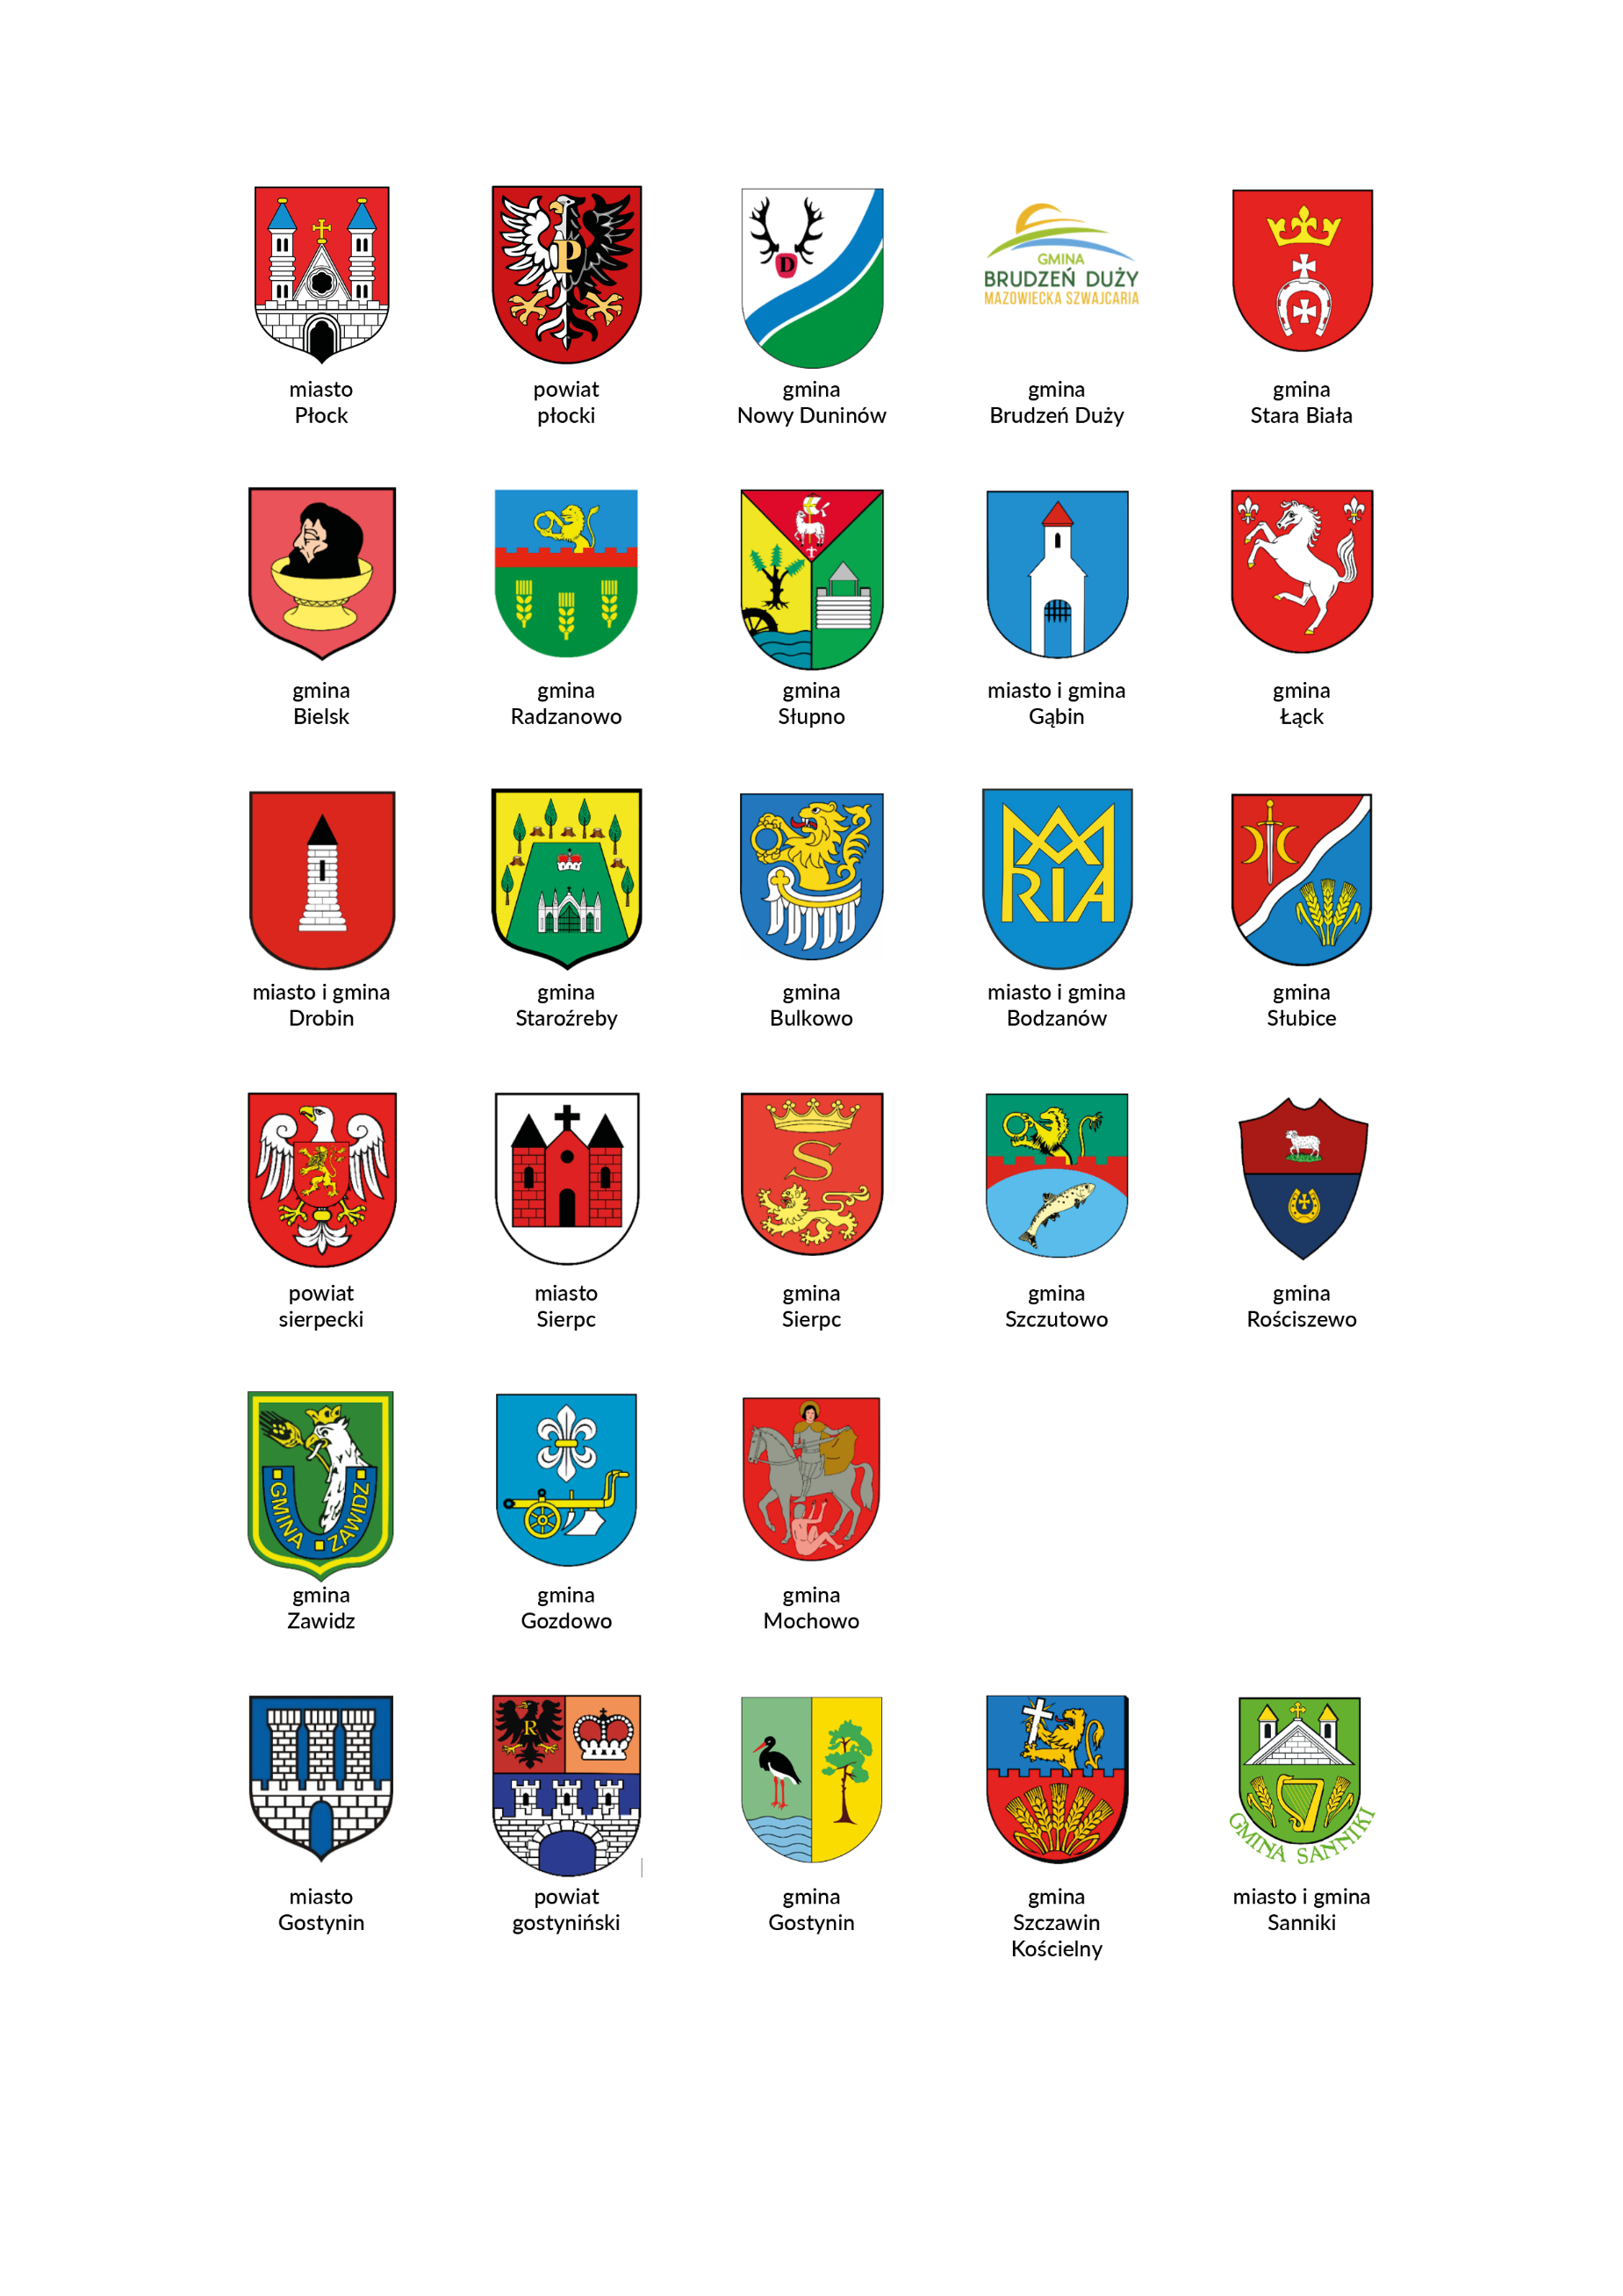 P
D
GMINA
BRUDZEŃ DUŻY
MAZOWIECKA SZWAJCARIA
miasto
Płock
powiat
płocki
gmina
Nowy Duninów
gmina
Brudzeń Duży
gmina
Stara Biała
gmina
Bielsk
gmina
Radzanowo
gmina
Słupno
miasto i gmina
Gąbin
gmina
Łąck
MARIA
miasto i gmina
Drobin
gmina
Staroźreby
gmina
Bulkowo
miasto i gmina
Bodzanów
gmina
Słubice
S
powiat
sierpecki
miasto
Sierpc
gmina
Sierpc
gmina
Szczutowo
gmina
Rościszewo
GMINA ZAWIDZ
gmina
Zawidz
gmina
Gozdowo
gmina
Mochowo
R
GMINA SANNIKI
miasto
Gostynin
powiat
gostyniński
gmina
Gostynin
gmina
Szczawin
Kościelny
miasto i gmina
Sanniki